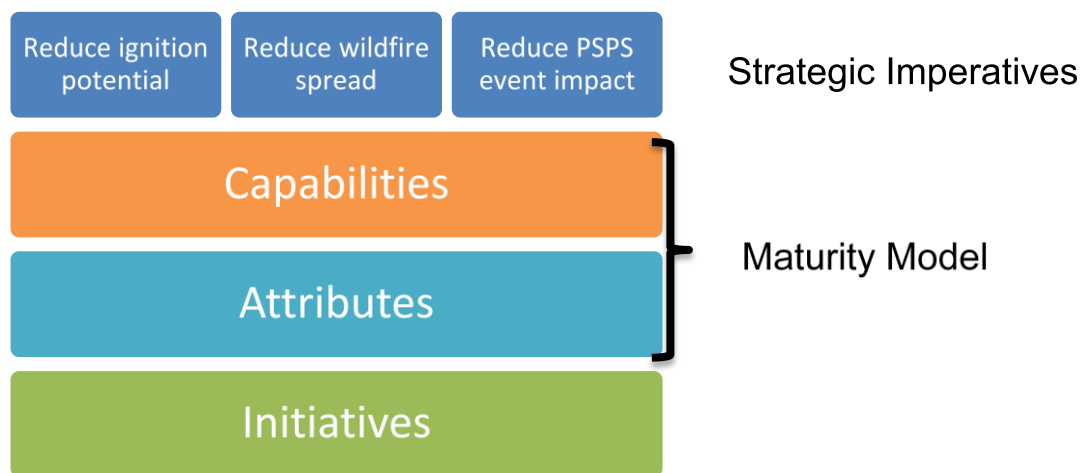 Reduce ignition
potential
Reduce wildfire
spread
Reduce PSPS
event impact
Strategic Imperatives
Capabilities
Maturity Model
Attributes
Initiatives